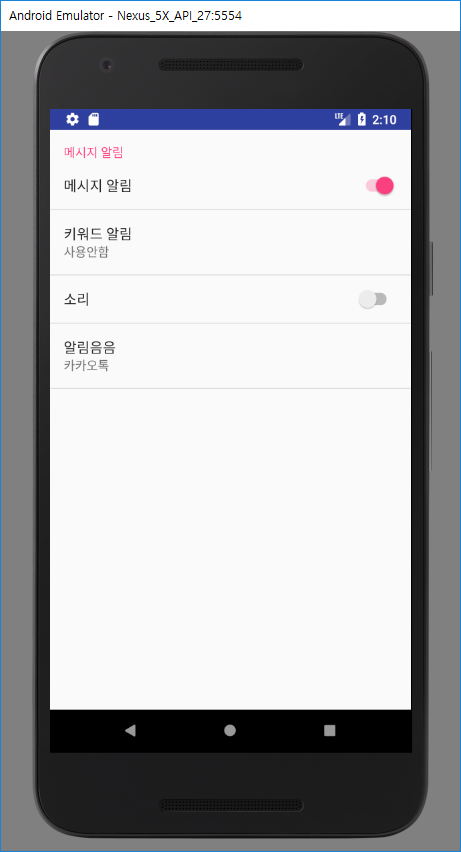 Android Emulator - Nexus_5X_API_27:5554
LTE 2:10
메시지 알림
메시지 알림
키워드 알림
사용안함
소리
알림음음
카카오톡